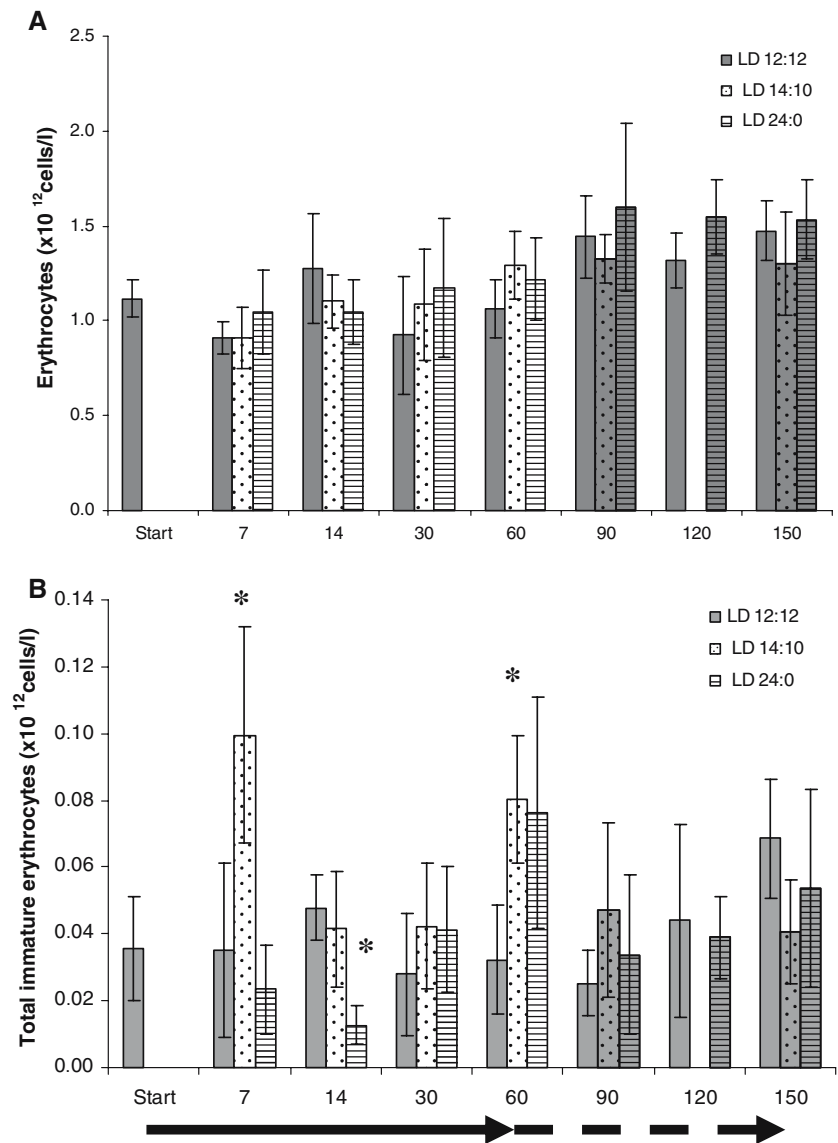 A
Erythrocytes (x10 12cells/l)
2.5
2.0
1.5
1.0
0.5
0.0
LD 12:12
LD 14:10
LD 24:0
Start 7 14 30 60 90 120 150
B
Total immature erythrocytes (x10 12cells/l)
0.14
0.12
0.10
0.08
0.06
0.04
0.02
0.00
LD 12:12
LD 14:10
LD 24:0
*
*
*
Start 7 14 30 60 90 120 150